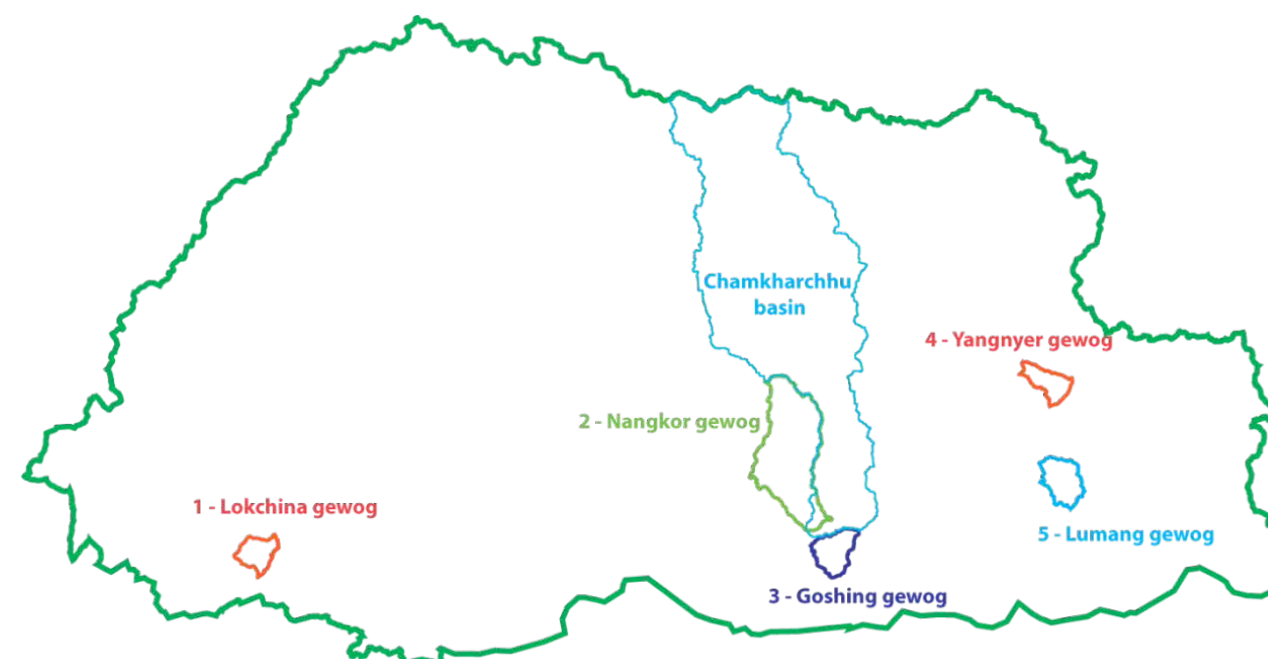 Chamkharchhu
basin
4 - Yangnyer gewog
2 - Nangkor gewog
1 - Lokchina gewog
5 - Lumang gewog
3 - Goshing gewog